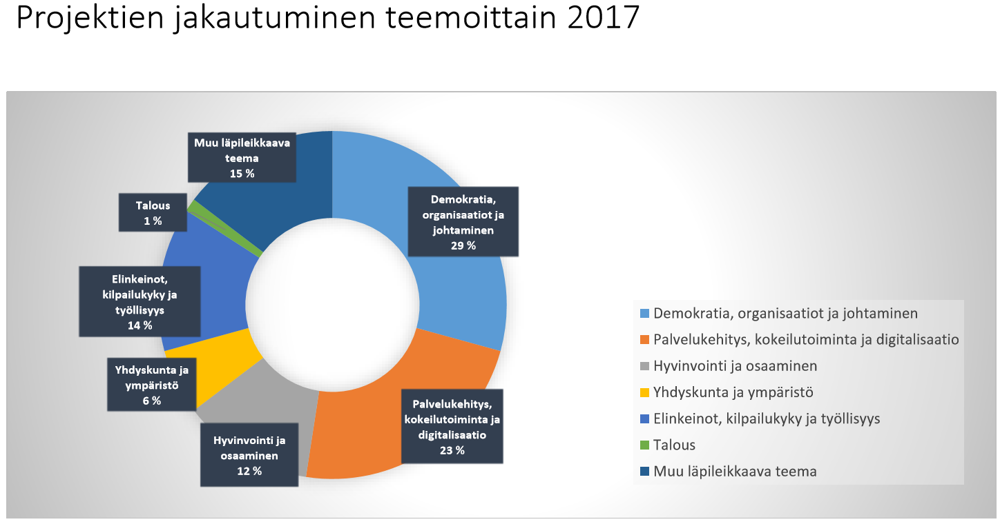 Projektien jakautuminen teemoittain 2017
Muu läpileikkaava
teema
15 %
Talous
1 %
Demokratia,
organisaatiot ja
johtaminen
29 %
Elinkeinot,
kilpailukyky ja
työllisyys
14 %
Yhdyskunta ja
ympäristö
6 %
Palvelukehitys,
kokeilutoiminta ja
digitalisaatio
23 %
Hyvinvointi ja
osaaminen
12 %
Demokratia, organisaatiot ja johtaminen
Palvelukehitys, kokeilutoiminta ja digitalisaatio
Hyvinvointi ja osaaminen
Yhdyskunta ja ympäristö
Elinkeinot, kilpailukyky ja työllisyys
Talous
Muu läpileikkaava teema